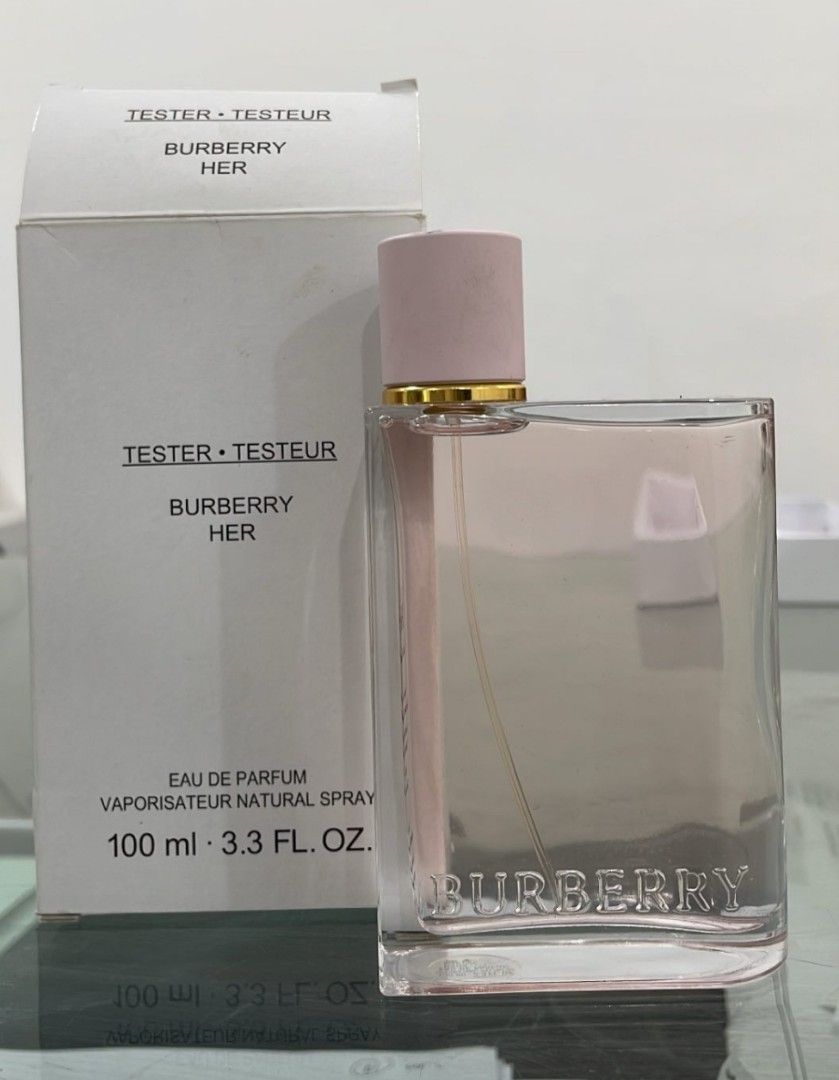 TESTER • TESTEUR
BURBERRY
HER
TESTER • TESTEUR
BURBERRY
HER
EAU DE PARFUM
VAPORISATEUR NATURAL SPRAY
100 ml · 3.3 FL. OZ.
BURBERRY